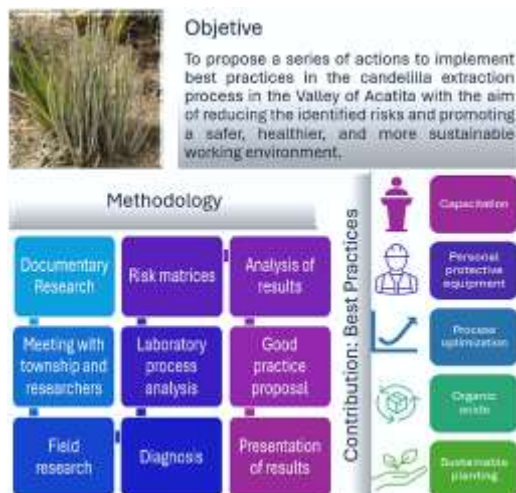 Objetive
To propose a series of actions to implement
best practices in the candelilla extraction
process in the Valley of Acatita with the aim
of reducing the identified risks and promoting
a safer, healthier, and more sustainable
working environment.
Methodology
Documentary
Research
Meeting with
township and
researchers
Field
research
Risk matrices
Laboratory
process
analysis
Diagnosis
Analysis of
results
Good
practice
proposal
Presentation
of results
Contribution: Best Practices
Capacitation
Personal
protective
equipment
Process
optimization
Organic
acids
Sustainable
planting